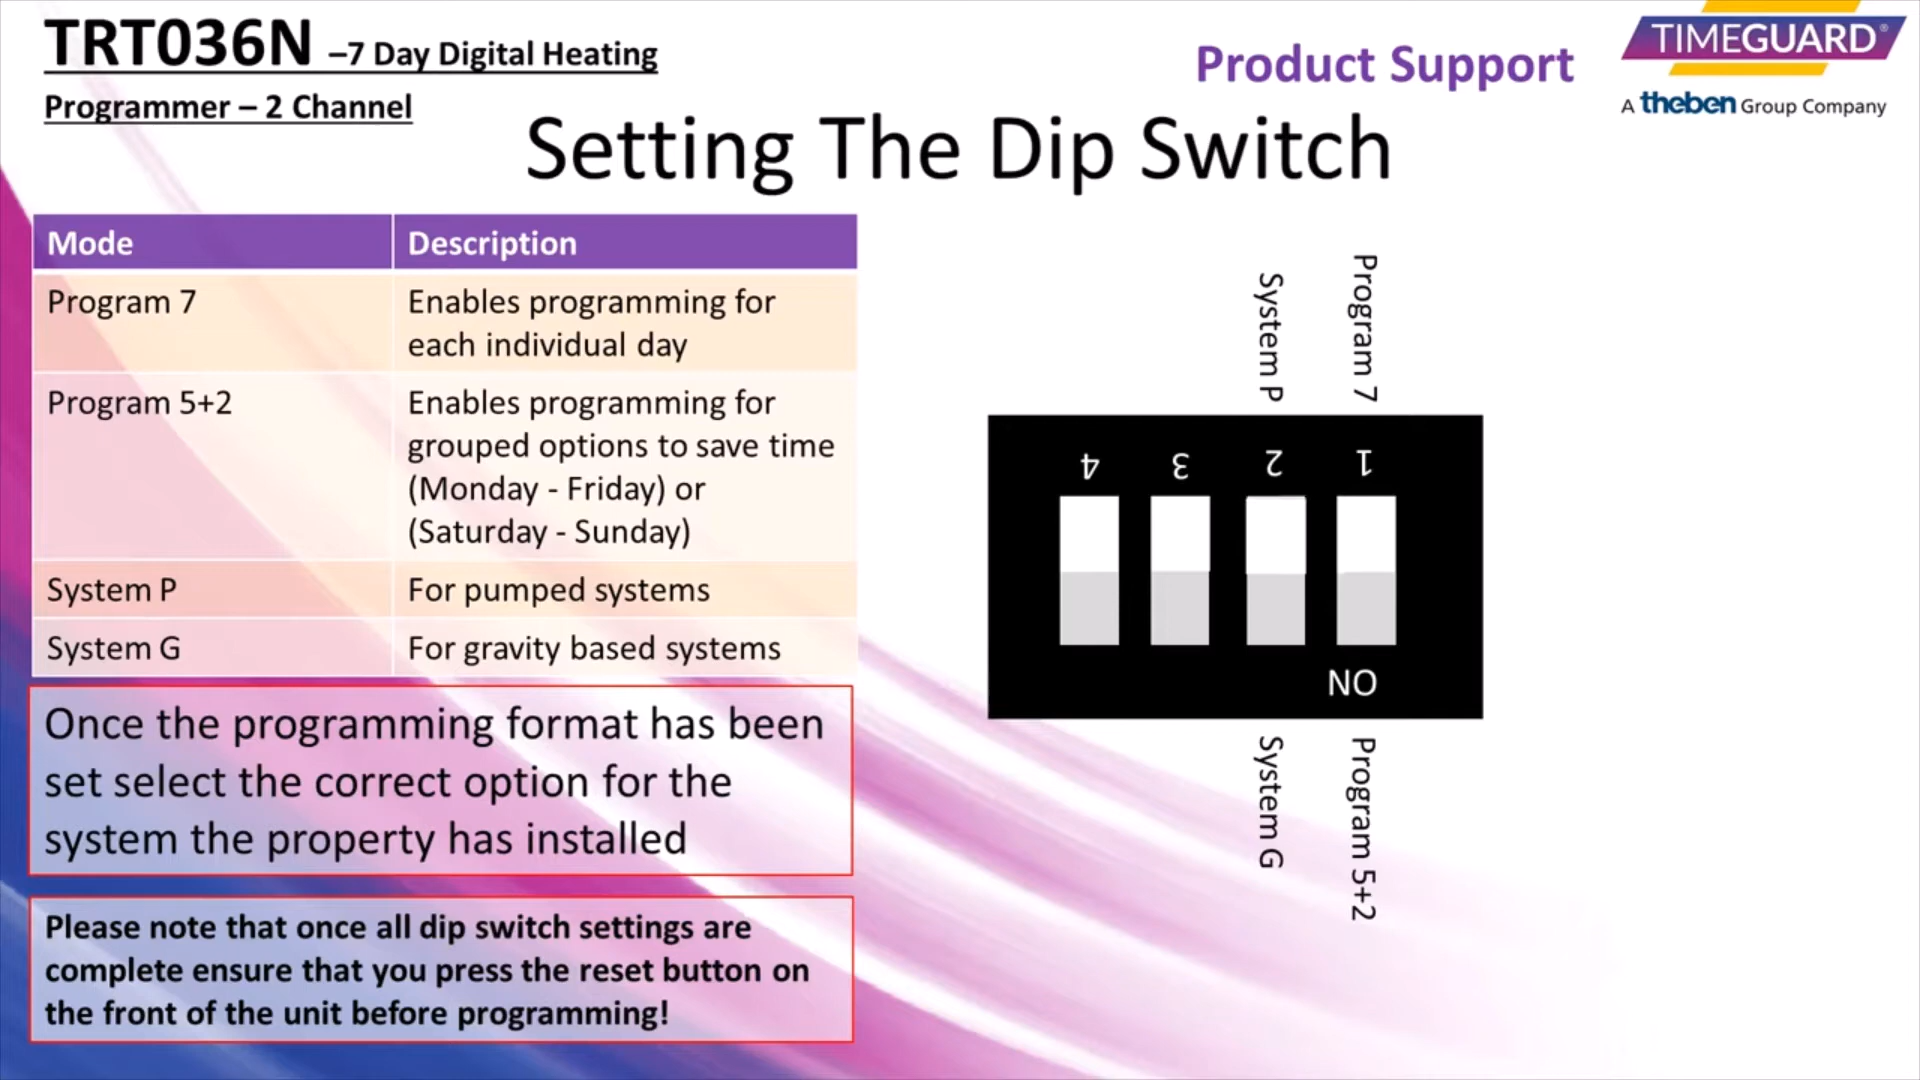 TRT036N –7 Day Digital Heating
Programmer – 2 Channel
Product Support
TIMEGUARD®
A theben Group Company
Setting The Dip Switch
Mode Description
Program 7 Enables programming for
each individual day
Program 5+2 Enables programming for
grouped options to save time
(Monday - Friday) or
(Saturday - Sunday)
System P For pumped systems
System G For gravity based systems
Once the programming format has been
set select the correct option for the
system the property has installed
Please note that once all dip switch settings are
complete ensure that you press the reset button on
the front of the unit before programming!
System P
Program 7
4 3 2 1
ON
System G
Program 5+2